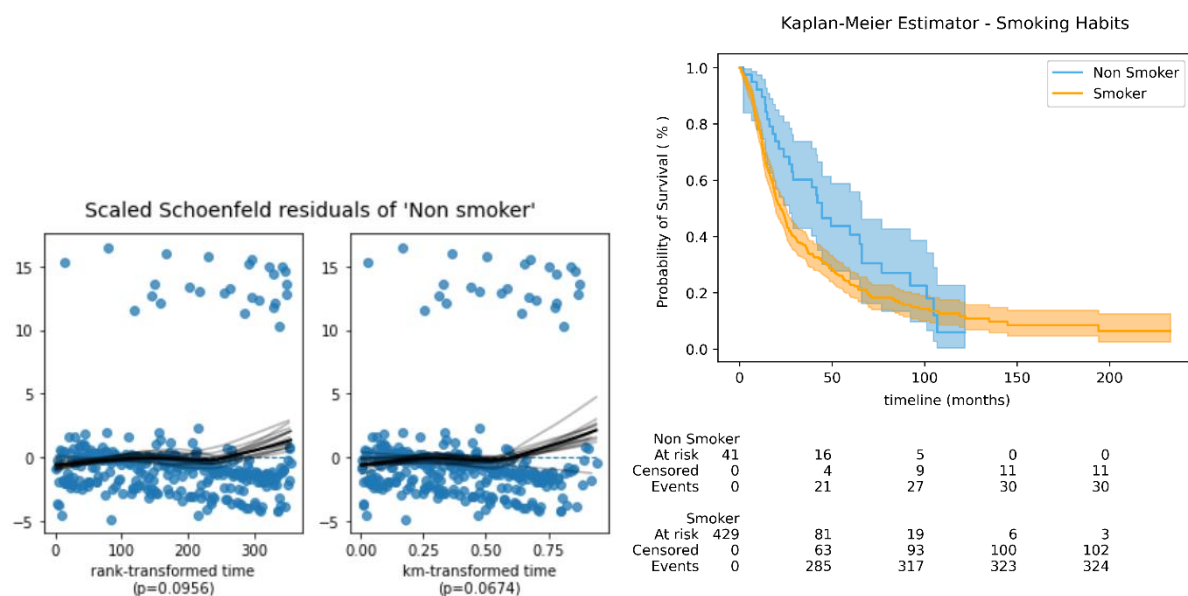 Scaled Schoenfeld residuals of 'Non smoker'
15
10
5
0
−5
0 100 200 300
rank-transformed time
(p=0.0956)
15
10
5
0
−5
0.00 0.25 0.50 0.75
km-transformed time
(p=0.0674)
Kaplan-Meier Estimator - Smoking Habits
Non Smoker
Smoker
Probability of Survival ( % )
1.0
0.8
0.6
0.4
0.2
0.0
0 50 100 150 200
timeline (months)
Non Smoker
At risk 41 16 5 0 0
Censored 0 4 9 11 11
Events 0 21 27 30 30
Smoker
At risk 429 81 19 6 3
Censored 0 63 93 100 102
Events 0 285 317 323 324